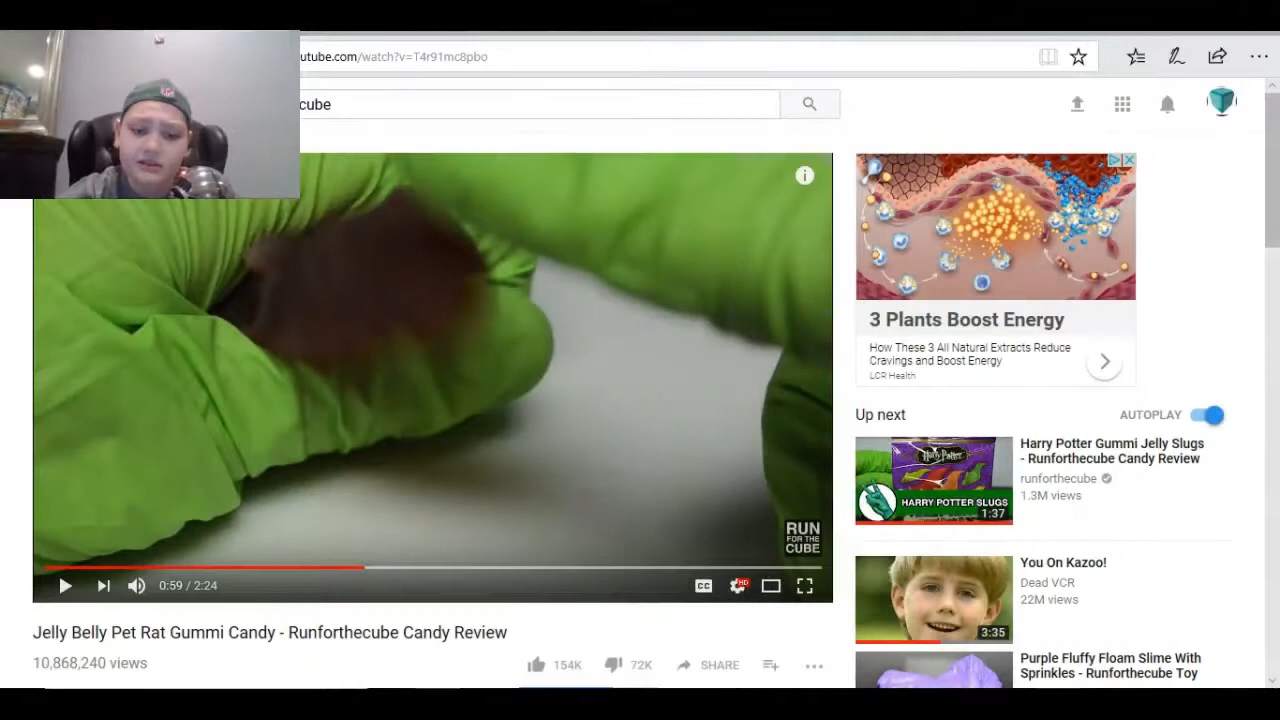 utube.com/watch?v=T4r91mc8pbo
cube
3 Plants Boost Energy
How These 3 All Natural Extracts Reduce
Cravings and Boost Energy
LCR Health
Up next
AUTOPLAY
Harry Potter
HARRY POTTER SLUGS
1:37
Harry Potter Gummi Jelly Slugs
- Runforthecube Candy Review
runforthecube
1.3M views
3:35
You On Kazoo!
Dead VCR
22M views
Purple Fluffy Floam Slime With
Sprinkles - Runforthecube Toy
RUN
FOR THE
CUBE
0:59 / 2:24
CC
HD
Jelly Belly Pet Rat Gummi Candy - Runforthecube Candy Review
10,868,240 views
154K
72K
SHARE